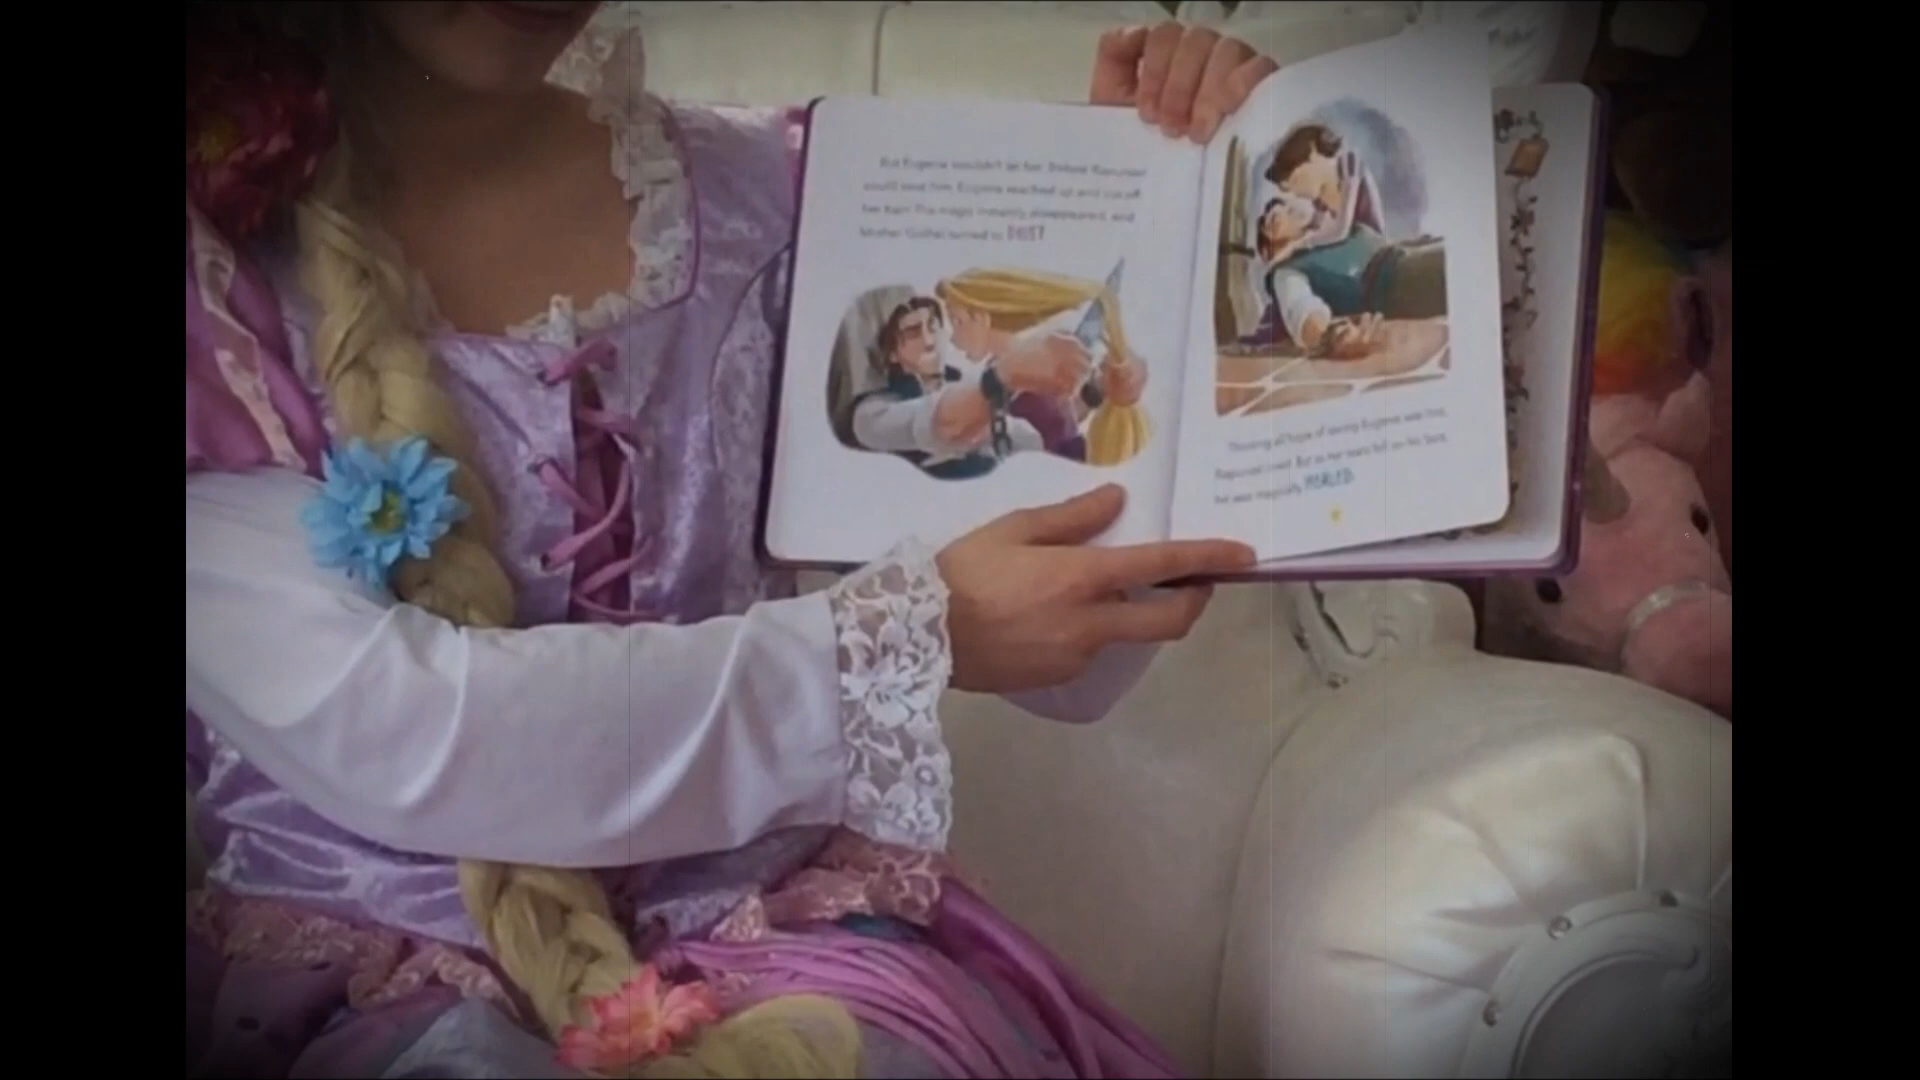 But Eugene wouldn't let her. Before Rapunzel
could heal him, Eugene reached up and cut off
her hair! The magic instantly disappeared, and
Mother Gothel turned to DUST.
Thinking all hope of saving Eugene was lost,
Rapunzel cried. But as her tears fell on his face,
he was magically HEALED.